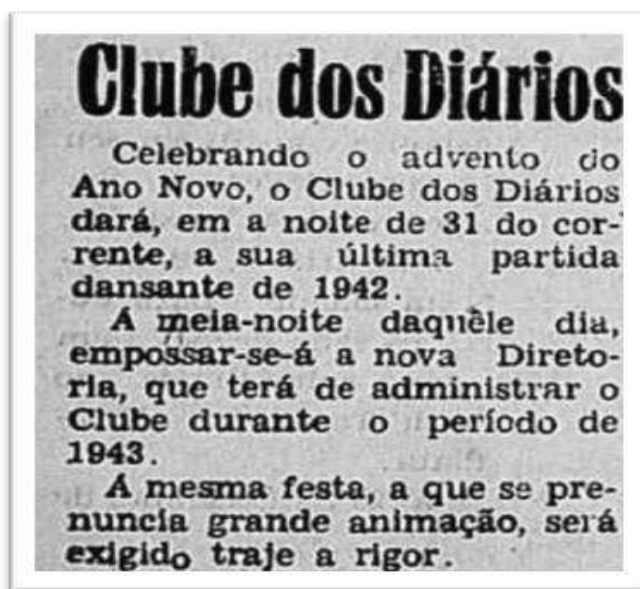 Clube dos Diários
Celebrando o advento do
Ano Novo, o Clube dos Diários
dará, em a noite de 31 do cor-
rente, a sua última partida
dansante de 1942.
A meia-noite daquêle dia,
empossar-se-á a nova Direto-
ria, que terá de administrar o
Clube durante o período de
1943.
A mesma festa, a que se pre-
nuncia grande animação, será
exigido traje a rigor.